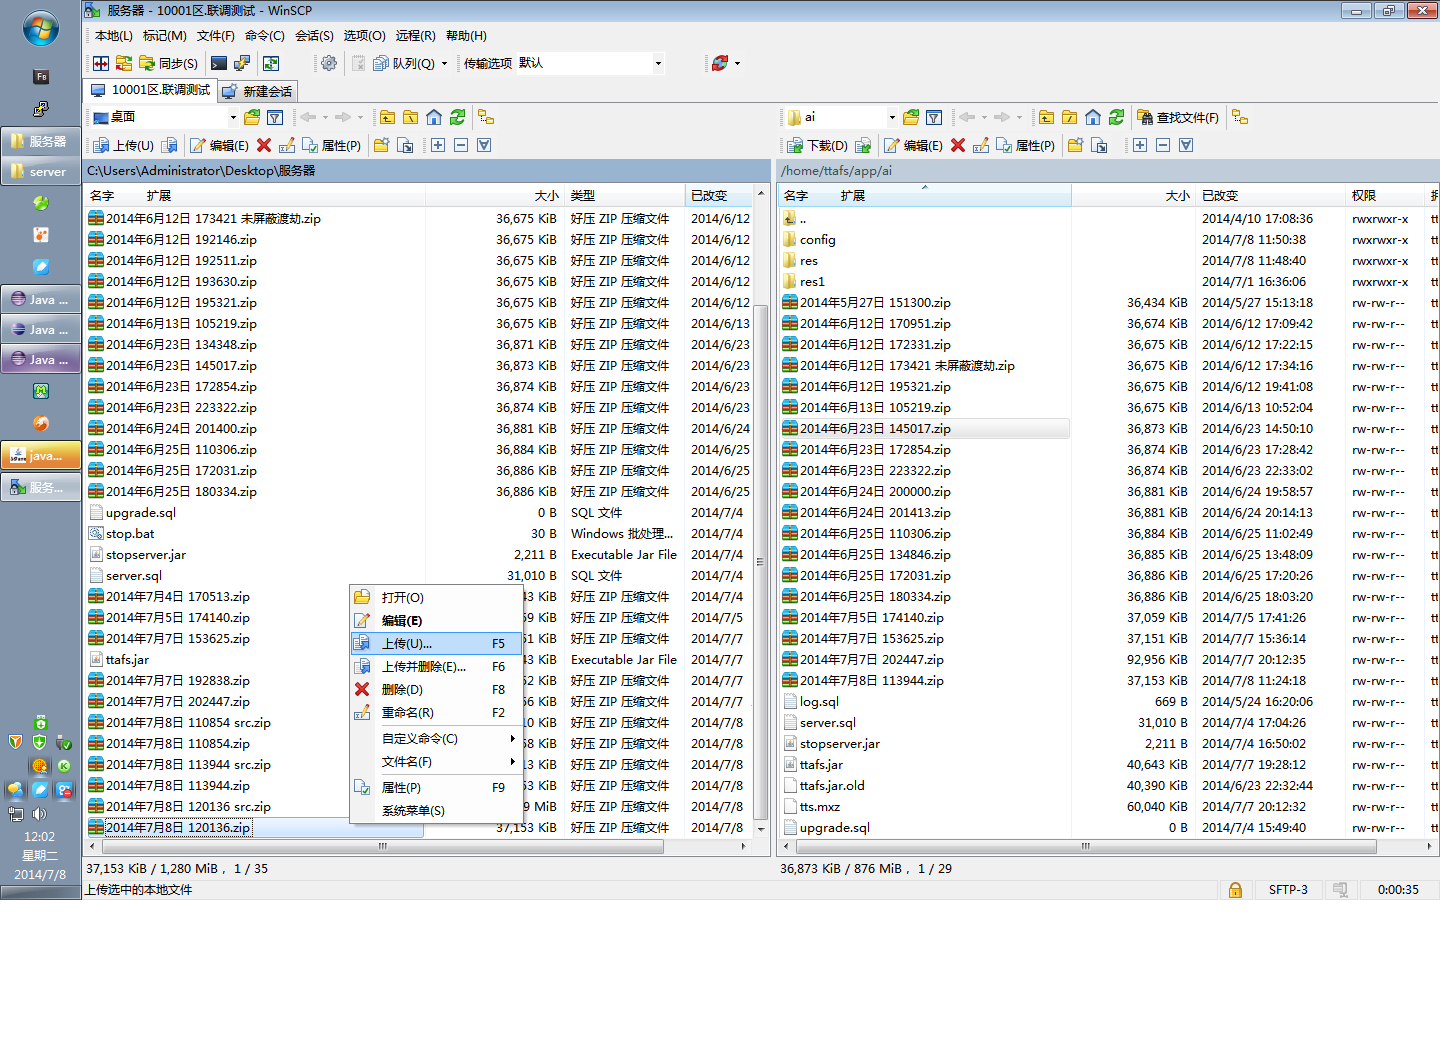 服务器 - 10001区.联调测试 - WinSCP
本地(L) 标记(M) 文件(F) 命令(C) 会话(S) 选项(O) 远程(R) 帮助(H)
同步(S) 队列(Q) 传输选项 默认
10001区.联调测试 新建会话
桌面
上传(U) 编辑(E) 属性(P)
C:\Users\Administrator\Desktop\服务器
名字 扩展 大小 类型 已改变
2014年6月12日 173421 未屏蔽渡劫.zip 36,675 KiB 好压 ZIP 压缩文件 2014/6/12
2014年6月12日 192146.zip 36,675 KiB 好压 ZIP 压缩文件 2014/6/12
2014年6月12日 192511.zip 36,675 KiB 好压 ZIP 压缩文件 2014/6/12
2014年6月12日 193630.zip 36,675 KiB 好压 ZIP 压缩文件 2014/6/12
2014年6月12日 195321.zip 36,675 KiB 好压 ZIP 压缩文件 2014/6/12
2014年6月13日 105219.zip 36,675 KiB 好压 ZIP 压缩文件 2014/6/13
2014年6月23日 134348.zip 36,871 KiB 好压 ZIP 压缩文件 2014/6/23
2014年6月23日 145017.zip 36,873 KiB 好压 ZIP 压缩文件 2014/6/23
2014年6月23日 172854.zip 36,874 KiB 好压 ZIP 压缩文件 2014/6/23
2014年6月23日 223322.zip 36,874 KiB 好压 ZIP 压缩文件 2014/6/23
2014年6月24日 201400.zip 36,881 KiB 好压 ZIP 压缩文件 2014/6/24
2014年6月25日 110306.zip 36,884 KiB 好压 ZIP 压缩文件 2014/6/25
2014年6月25日 172031.zip 36,886 KiB 好压 ZIP 压缩文件 2014/6/25
2014年6月25日 180334.zip 36,886 KiB 好压 ZIP 压缩文件 2014/6/25
upgrade.sql 0 B SQL 文件 2014/7/4
stop.bat 30 B Windows 批处理... 2014/7/4
stopserver.jar 2,211 B Executable Jar File 2014/7/4
server.sql 31,010 B SQL 文件 2014/7/4
2014年7月4日 170513.zip 43 KiB 好压 ZIP 压缩文件 2014/7/4
2014年7月5日 174140.zip 59 KiB 好压 ZIP 压缩文件 2014/7/5
2014年7月7日 153625.zip 51 KiB 好压 ZIP 压缩文件 2014/7/7
ttafs.jar 43 KiB Executable Jar File 2014/7/7
2014年7月7日 192838.zip 52 KiB 好压 ZIP 压缩文件 2014/7/7
2014年7月7日 202447.zip 56 KiB 好压 ZIP 压缩文件 2014/7/7
2014年7月8日 110854 src.zip 10 KiB 好压 ZIP 压缩文件 2014/7/8
2014年7月8日 110854.zip 58 KiB 好压 ZIP 压缩文件 2014/7/8
2014年7月8日 113944 src.zip 13 KiB 好压 ZIP 压缩文件 2014/7/8
2014年7月8日 113944.zip KiB 好压 ZIP 压缩文件 2014/7/8
2014年7月8日 120136 src.zip 9 MiB 好压 ZIP 压缩文件 2014/7/8
2014年7月8日 120136.zip 37,153 KiB 好压 ZIP 压缩文件 2014/7/8
37,153 KiB / 1,280 MiB， 1 / 35
上传选中的本地文件
打开(O)
编辑(E)
上传(U)... F5
上传并删除(E)... F6
删除(D) F8
重命名(R) F2
自定义命令(C)
文件名(F)
属性(P) F9
系统菜单(S)
ai 查找文件(F)
下载(D) 编辑(E) 属性(P)
/home/ttafs/app/ai
名字 扩展 大小 已改变 权限
.. 2014/4/10 17:08:36 rwxrwxr-x tt
config 2014/7/8 11:50:38 rwxrwxr-x tt
res 2014/7/8 11:48:40 rwxrwxr-x tt
res1 2014/7/1 16:36:06 rwxrwxr-x tt
2014年5月27日 151300.zip 36,434 KiB 2014/5/27 15:13:18 rw-rw-r-- tt
2014年6月12日 170951.zip 36,674 KiB 2014/6/12 17:09:42 rw-rw-r-- tt
2014年6月12日 172331.zip 36,675 KiB 2014/6/12 17:22:15 rw-rw-r-- tt
2014年6月12日 173421 未屏蔽渡劫.zip 36,675 KiB 2014/6/12 17:34:16 rw-rw-r-- tt
2014年6月12日 195321.zip 36,675 KiB 2014/6/12 19:41:08 rw-rw-r-- tt
2014年6月13日 105219.zip 36,675 KiB 2014/6/13 10:52:04 rw-rw-r-- tt
2014年6月23日 145017.zip 36,873 KiB 2014/6/23 14:50:10 rw-rw-r-- tt
2014年6月23日 172854.zip 36,874 KiB 2014/6/23 17:28:42 rw-rw-r-- tt
2014年6月23日 223322.zip 36,874 KiB 2014/6/23 22:33:02 rw-rw-r-- tt
2014年6月24日 200000.zip 36,881 KiB 2014/6/24 19:58:57 rw-rw-r-- tt
2014年6月24日 201413.zip 36,881 KiB 2014/6/24 20:14:13 rw-rw-r-- tt
2014年6月25日 110306.zip 36,884 KiB 2014/6/25 11:02:49 rw-rw-r-- tt
2014年6月25日 134846.zip 36,885 KiB 2014/6/25 13:48:09 rw-rw-r-- tt
2014年6月25日 172031.zip 36,886 KiB 2014/6/25 17:20:26 rw-rw-r-- tt
2014年6月25日 180334.zip 36,886 KiB 2014/6/25 18:03:20 rw-rw-r-- tt
2014年7月5日 174140.zip 37,059 KiB 2014/7/5 17:41:26 rw-rw-r-- tt
2014年7月7日 153625.zip 37,151 KiB 2014/7/7 15:36:14 rw-rw-r-- tt
2014年7月7日 202447.zip 92,956 KiB 2014/7/7 20:12:35 rw-rw-r-- tt
2014年7月8日 113944.zip 37,153 KiB 2014/7/8 11:24:18 rw-rw-r-- tt
log.sql 669 B 2014/5/24 16:20:06 rw-rw-r-- tt
server.sql 31,010 B 2014/7/4 17:04:26 rw-rw-r-- tt
stopserver.jar 2,211 B 2014/7/4 16:50:02 rw-rw-r-- tt
ttafs.jar 40,643 KiB 2014/7/7 19:28:12 rw-rw-r-- tt
ttafs.jar.old 40,390 KiB 2014/6/23 22:32:44 rw-rw-r-- tt
tts.mxz 60,040 KiB 2014/7/7 20:12:32 rw-rw-r-- tt
upgrade.sql 0 B 2014/7/4 15:49:40 rw-rw-r-- tt
36,873 KiB / 876 MiB， 1 / 29
SFTP-3 0:00:35
FB
服务器
server
Java ...
Java ...
Java ...
java...
服务...
12:02
星期二
2014/7/8